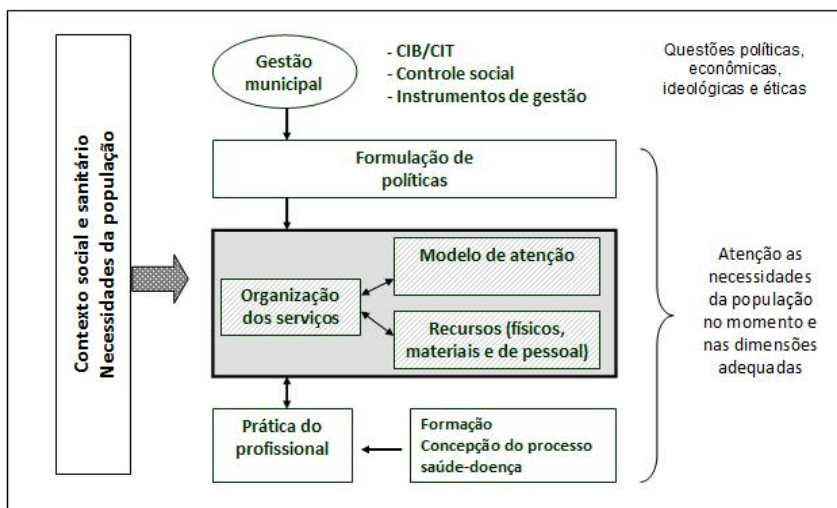 Contexto social e sanitário
Necessidades da população
Gestão
municipal
- CIB/CIT
- Controle social
- Instrumentos de gestão
Questões políticas,
econômicas,
ideológicas e éticas
Formulação de
políticas
Modelo de atenção
Organização
dos serviços
Recursos (físicos,
materiais e de pessoal)
Atenção as
necessidades
da população
no momento e
nas dimensões
adequadas
Prática do
profissional
Formação
Concepção do processo
saúde-doença